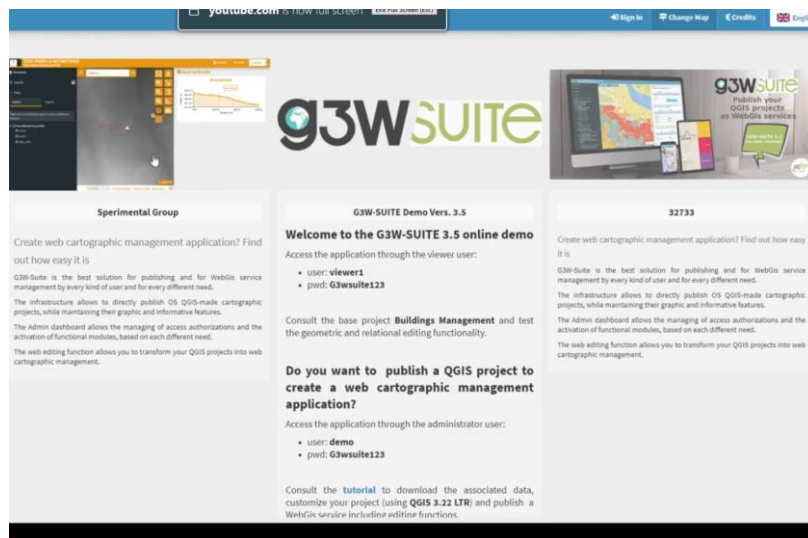 youtube.com is now full screen Exit Full Screen (Esc)
Sign in Change Map Credits Engl
g3wsuite
g3wsuite
Publish your
QGIS projects
as WebGis services
Sperimental Group
Create web cartographic management application? Find
out how easy it is
G3W-Suite is the best solution for publishing and for WebGis service
management by every kind of user and for every different need.
The infrastructure allows to directly publish OS QGIS-made cartographic
projects, while mantaining their graphic and informative features.
The Admin dashboard allows the managing of access authorizations and the
activation of functional modules, based on each different need.
The web editing function allows you to transform your QGIS projects into web
cartographic management.
G3W-SUITE Demo Vers. 3.5
Welcome to the G3W-SUITE 3.5 online demo
Access the application through the viewer user:
user: viewer1
pwd: G3wsuite123
Consult the base project Buildings Management and test
the geometric and relational editing functionality.
Do you want to publish a QGIS project to
create a web cartographic management
application?
Access the application through the administrator user:
user: demo
pwd: G3wsuite123
Consult the tutorial to download the associated data,
customize your project (using QGIS 3.22 LTR) and publish a
WebGis service including editing functions.
32733
Create web cartographic management application? Find out how easy
it is
G3W-Suite is the best solution for publishing and for WebGis service
management by every kind of user and for every different need.
The infrastructure allows to directly publish OS QGIS-made cartographic
projects, while mantaining their graphic and informative features.
The Admin dashboard allows the managing of access authorizations and the
activation of functional modules, based on each different need.
The web editing function allows you to transform your QGIS projects into web
cartographic management.